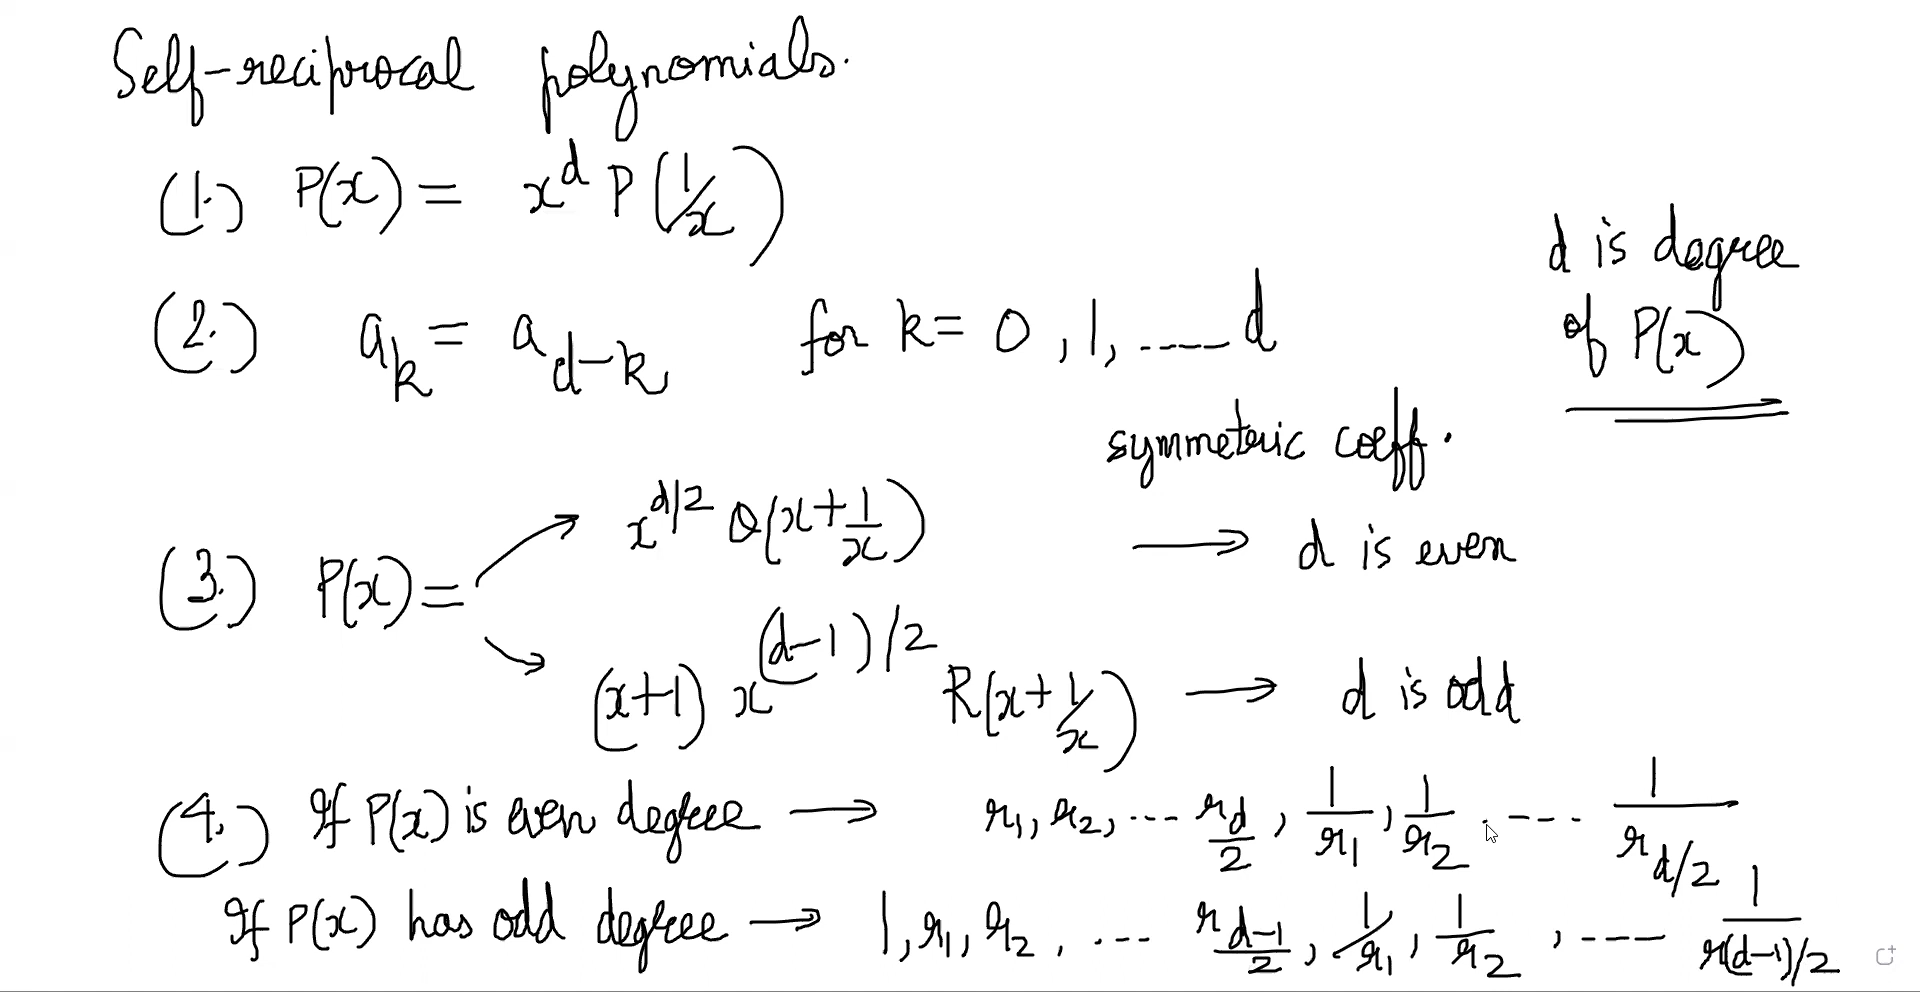 Self-reciprocal polynomials.
(1.) P(x) = x^d P(1/x)
d is degree
of P(x)
(2.) a_k = a_{d-k} for k = 0, 1, ..... d
symmeteric coeff.
(3.) P(x) =
x^{d/2} Q(x + 1/x) → d is even
(x+1) x^{(d-1)/2} R(x + 1/x) → d is odd
(4.) If P(x) is even degree → r_1, r_2, ... r_{d/2}, 1/r_1, 1/r_2 .... 1/r_{d/2}
If P(x) has odd degree → 1, r_1, r_2, ... r_{(d-1)/2}, 1/r_1, 1/r_2, .... 1/r_{(d-1)/2}